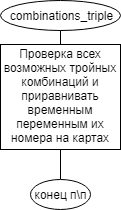 combinations_triple
Проверка всех
возможных тройных
комбинаций и
приравнивать
временным
переменным их
номера на картах
конец п\п